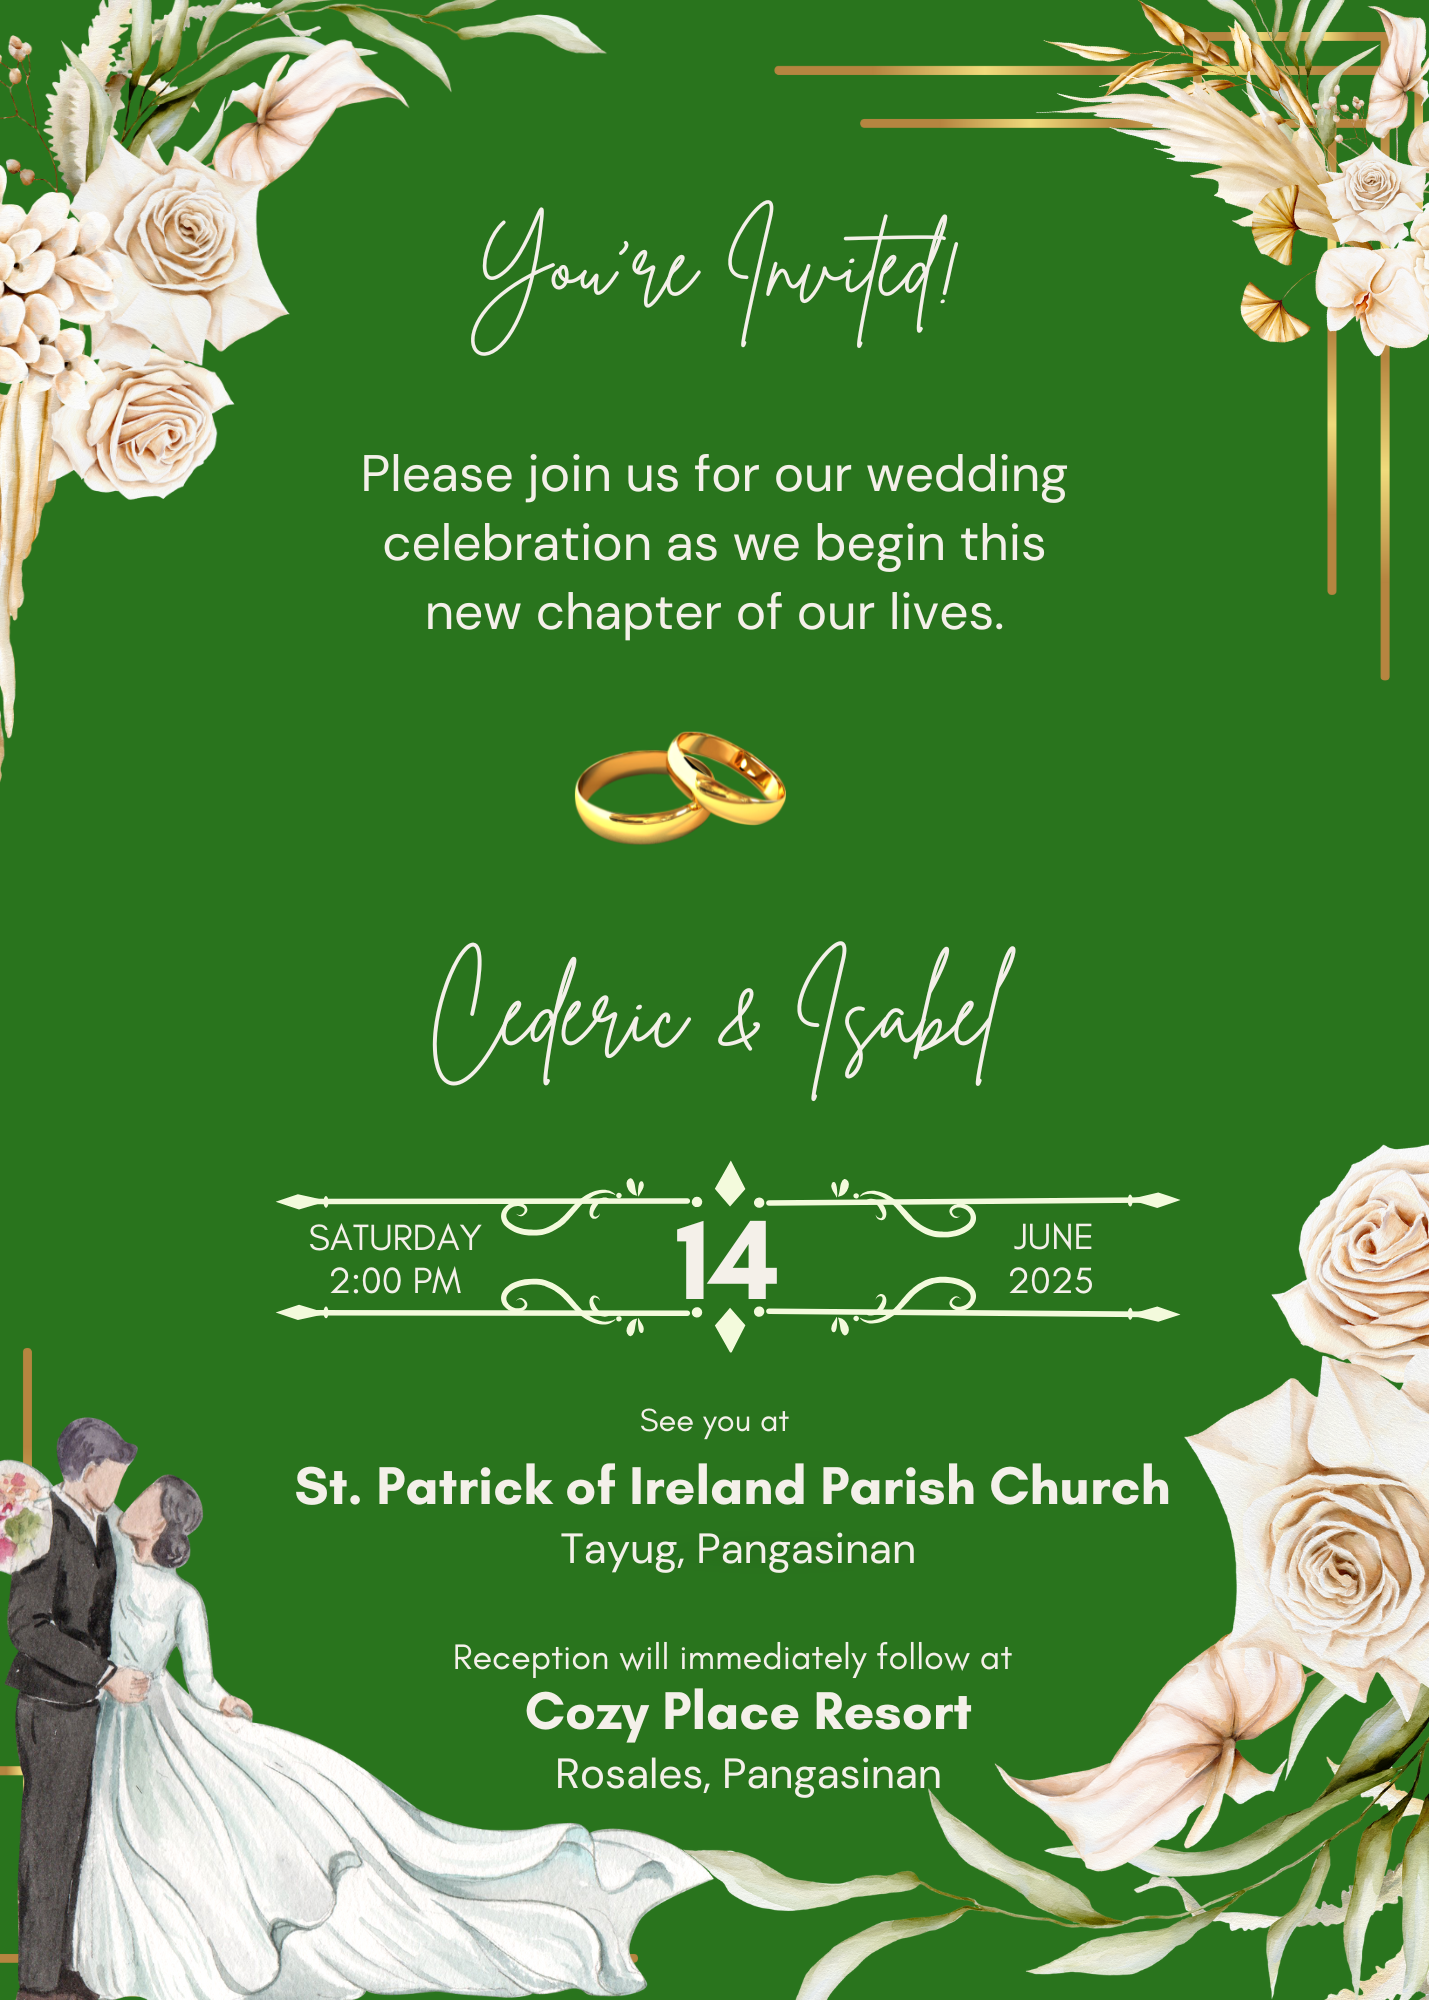 You're Invited!
Please join us for our wedding
celebration as we begin this
new chapter of our lives.
Cederic & Isabel
SATURDAY
2:00 PM
14
JUNE
2025
See you at
St. Patrick of Ireland Parish Church
Tayug, Pangasinan
Reception will immediately follow at
Cozy Place Resort
Rosales, Pangasinan